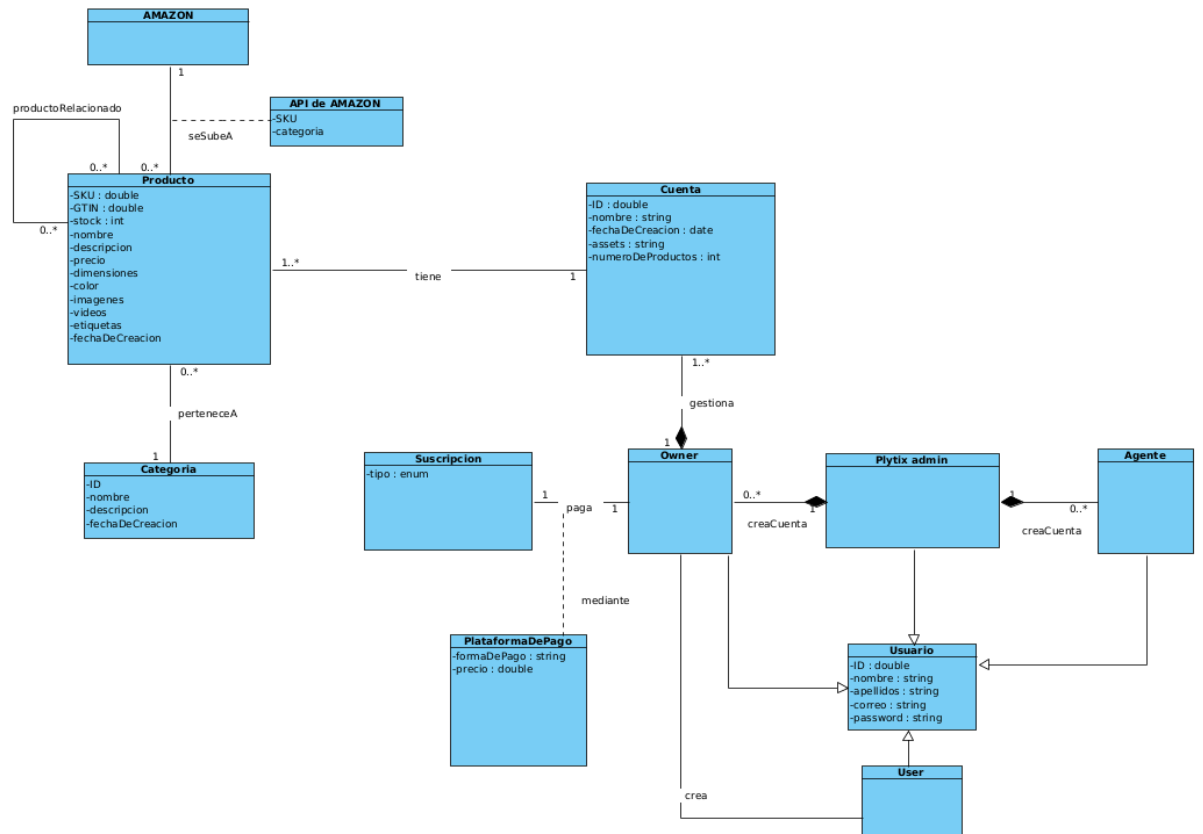 AMAZON
1
API de AMAZON
-SKU
-categoria
productoRelacionado
seSubeA
0..*
0..*
0..*
Producto
-SKU : double
-GTIN : double
-stock : int
-nombre
-descripcion
-precio
-dimensiones
-color
-imagenes
-videos
-etiquetas
-fechaDeCreacion
Cuenta
-ID : double
-nombre : string
-fechaDeCreacion : date
-assets : string
-numeroDeProductos : int
1..*
tiene
1
0..*
perteneceA
1
Categoria
-ID
-nombre
-descripcion
-fechaDeCreacion
1..*
gestiona
1
Suscripcion
-tipo : enum
1
paga
1
Owner
0..*
creaCuenta
1
Plytix admin
1
creaCuenta
0..*
Agente
mediante
PlataformaDePago
-formaDePago : string
-precio : double
Usuario
-ID : double
-nombre : string
-apellidos : string
-correo : string
-password : string
crea
User